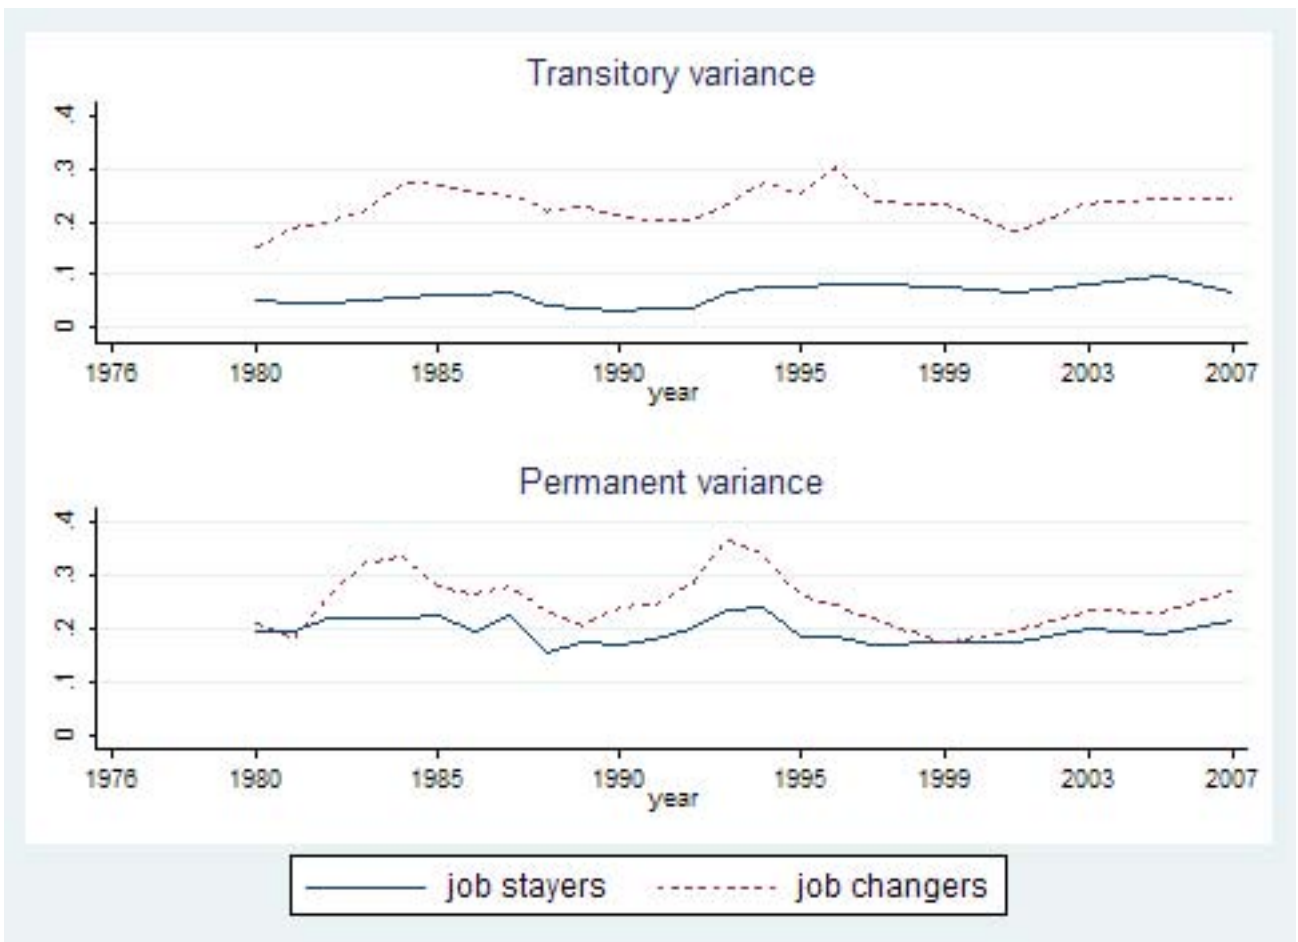 Transitory variance
.4
.3
.2
.1
0
1976 1980 1985 1990 1995 1999 2003 2007
year
Permanent variance
.4
.3
.2
.1
0
1976 1980 1985 1990 1995 1999 2003 2007
year
job stayers job changers